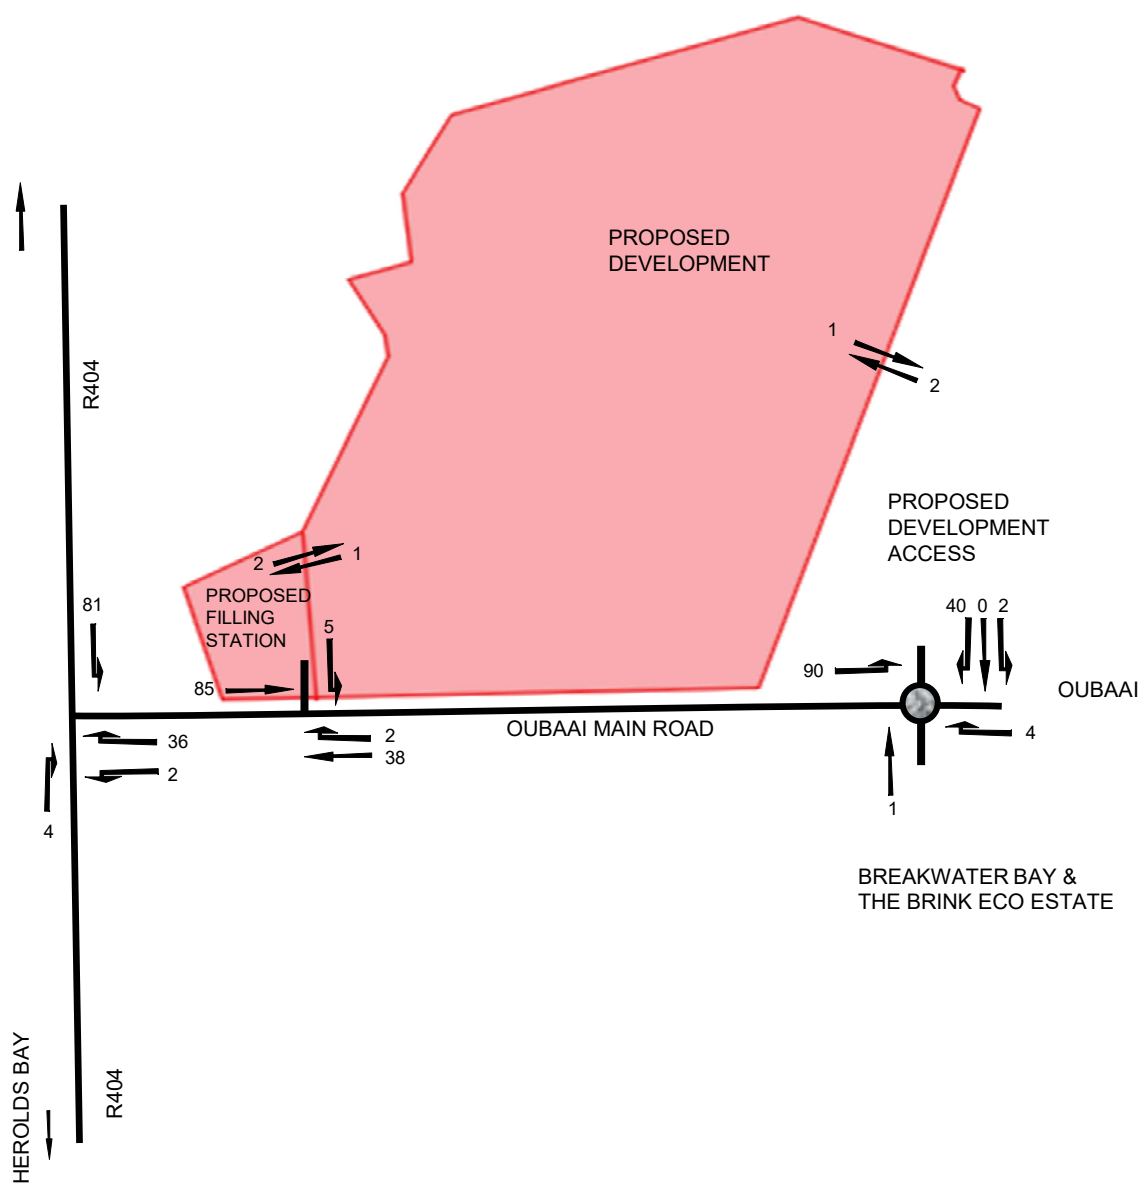 PROPOSED
DEVELOPMENT
R404
1
2
PROPOSED
DEVELOPMENT
ACCESS
2
1
PROPOSED
FILLING
STATION
81
5
40 0 2
85
90
OUBAAI
OUBAAI MAIN ROAD
36
2
4
2
38
4
1
BREAKWATER BAY &
THE BRINK ECO ESTATE
HEROLDS BAY
R404